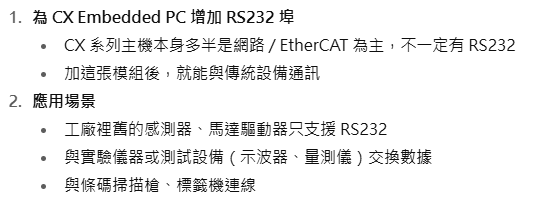 1. 為 CX Embedded PC 增加 RS232 埠
• CX 系列主機本身多半是網路 / EtherCAT 為主，不一定有 RS232
• 加這張模組後，就能與傳統設備通訊
2. 應用場景
• 工廠裡舊的感測器、馬達驅動器只支援 RS232
• 與實驗儀器或測試設備（示波器、量測儀）交換數據
• 與條碼掃描槍、標籤機連線